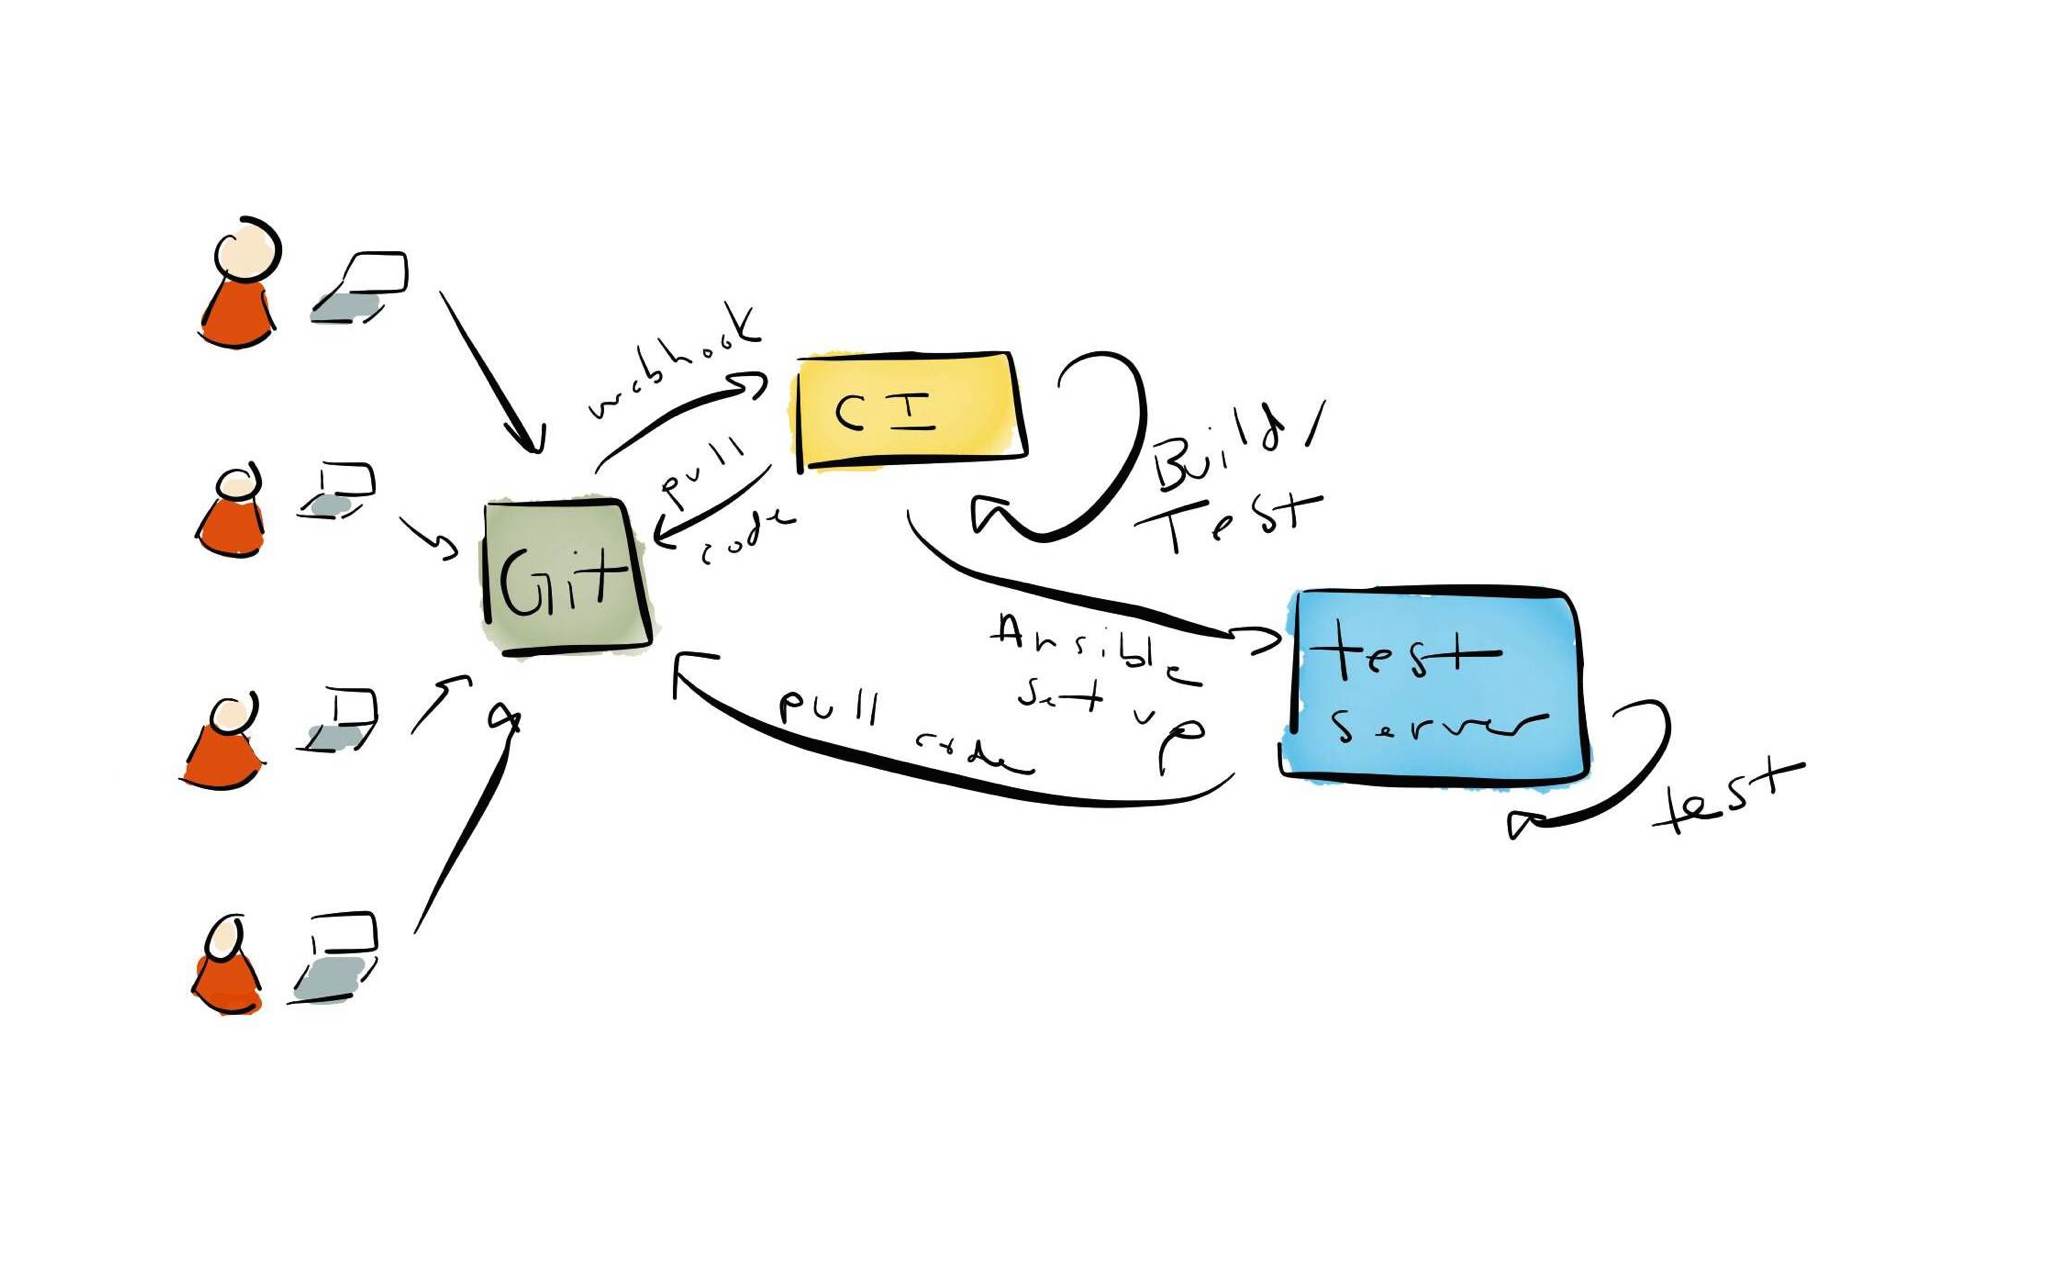 webhook
CI
pull
code
Build/
Test
Git
Ansible
Set up
test
server
pull
code
test